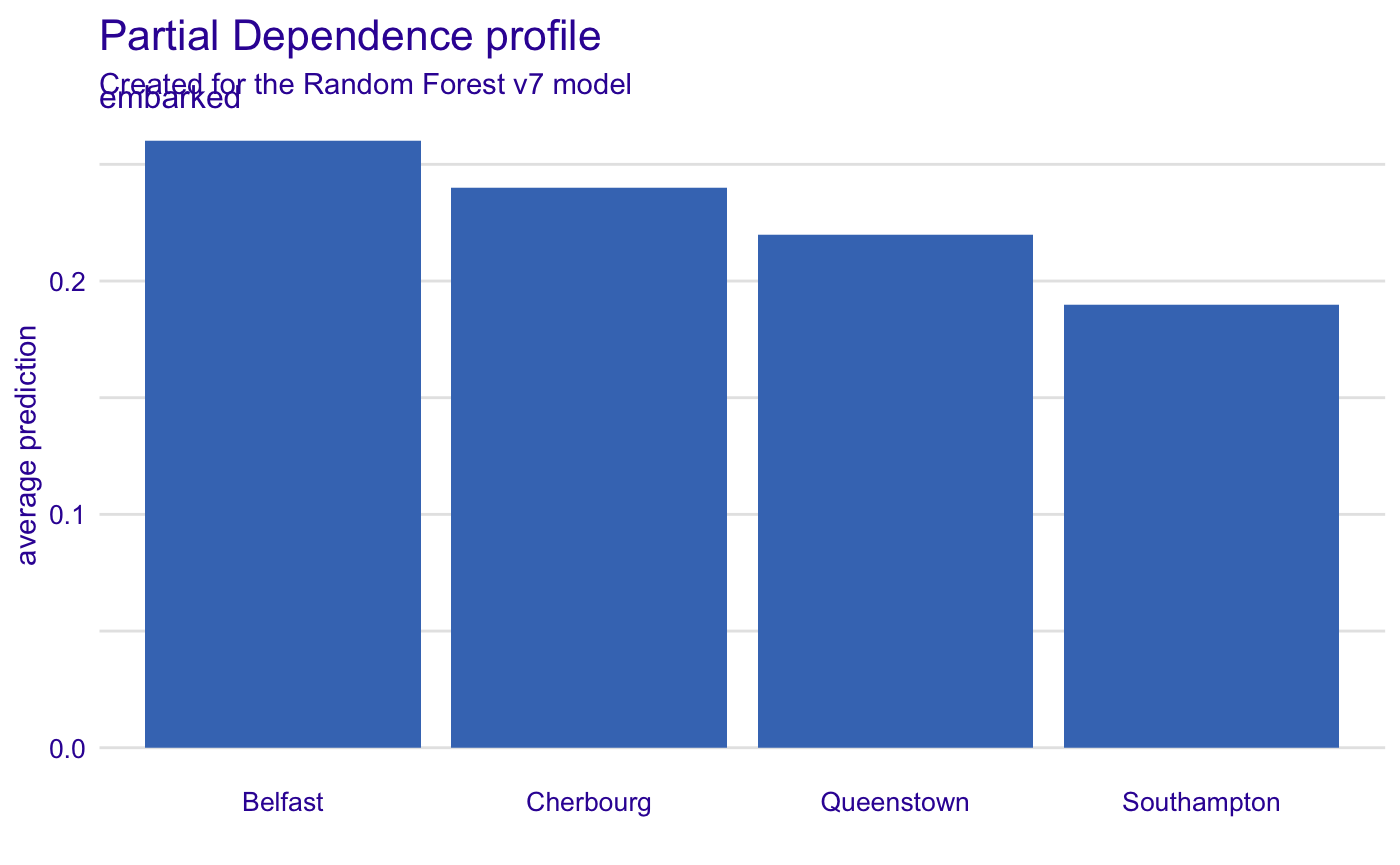 Partial Dependence profile
Created for the Random Forest v7 model
embarked
average prediction
0.2
0.1
0.0
Belfast Cherbourg Queenstown Southampton